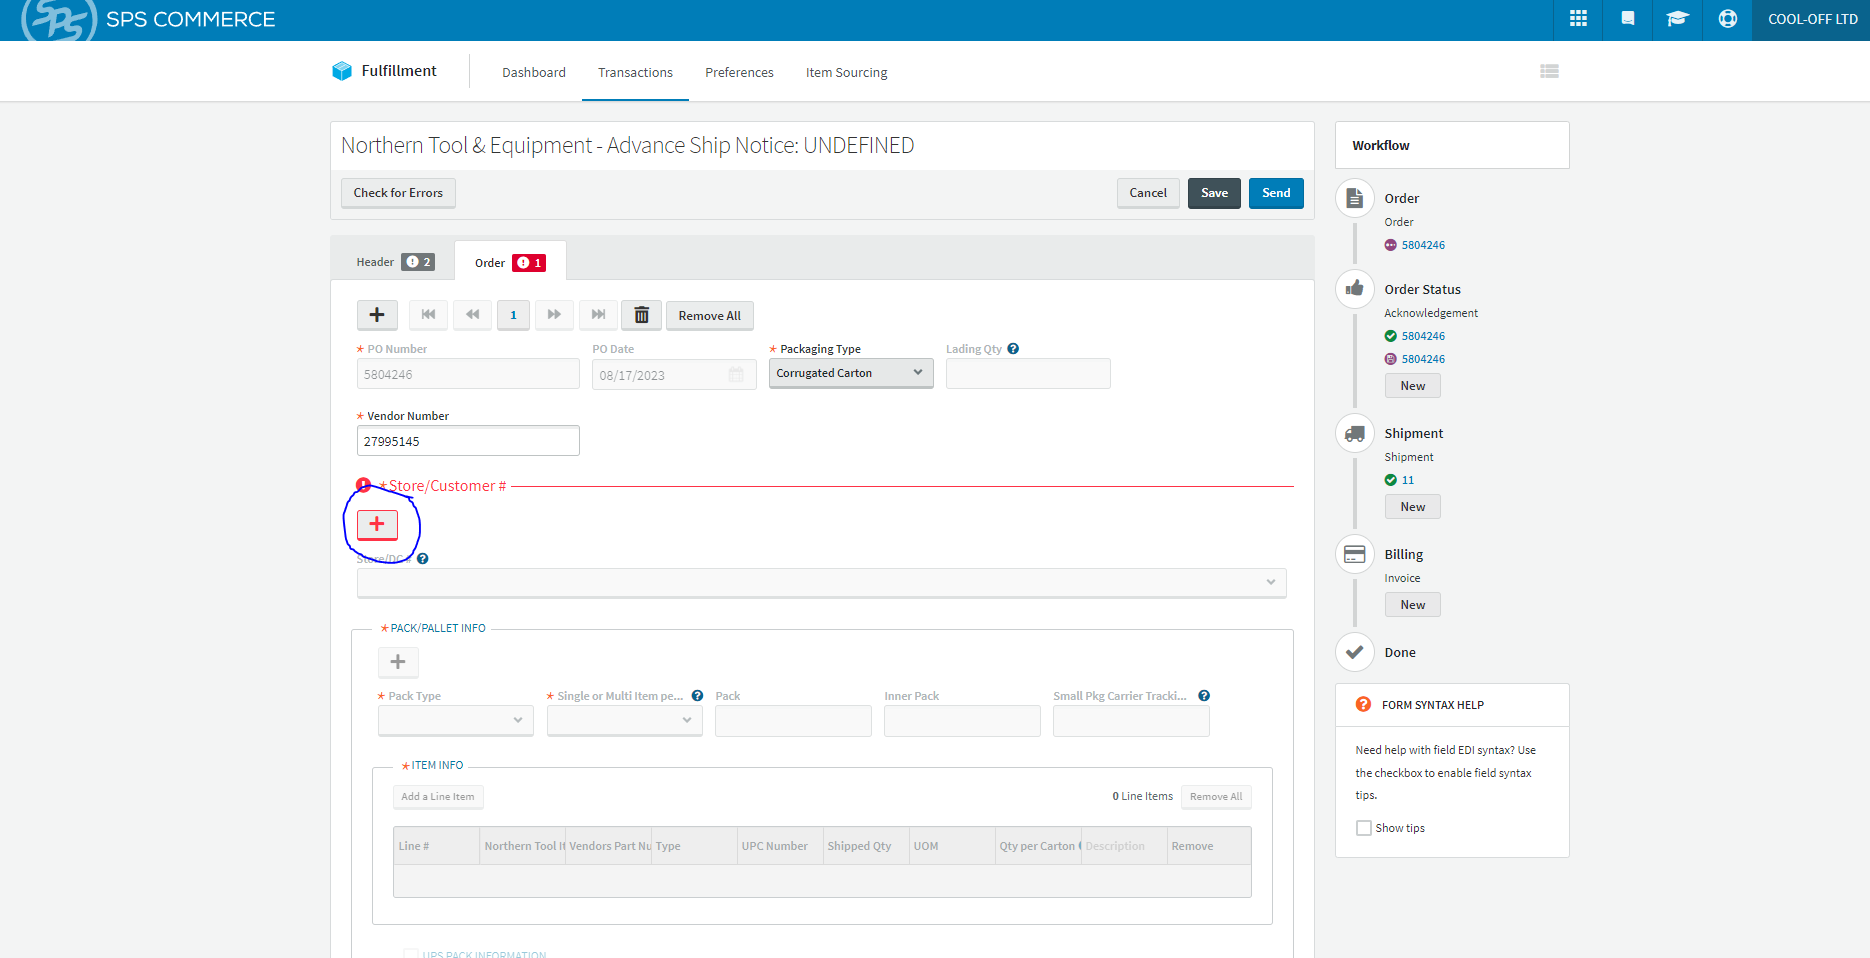 SPS COMMERCE
COOL-OFF LTD
Fulfillment
Dashboard
Transactions
Preferences
Item Sourcing
Northern Tool & Equipment - Advance Ship Notice: UNDEFINED
Check for Errors
Cancel
Save
Send
Header ! 2
Order ! 1
1
Remove All
* PO Number
PO Date
* Packaging Type
Lading Qty ?
5804246
08/17/2023
Corrugated Carton
* Vendor Number
27995145
! *Store/Customer #
Store/DC # ?
*PACK/PALLET INFO
* Pack Type
* Single or Multi Item pe... ?
Pack
Inner Pack
Small Pkg Carrier Tracki... ?
*ITEM INFO
Add a Line Item
0 Line Items
Remove All
Line #
Northern Tool It
Vendors Part Nu
Type
UPC Number
Shipped Qty
UOM
Qty per Carton
Description
Remove
UPS PACK INFORMATION
Workflow
Order
Order
5804246
Order Status
Acknowledgement
5804246
5804246
New
Shipment
Shipment
11
New
Billing
Invoice
New
Done
? FORM SYNTAX HELP
Need help with field EDI syntax? Use
the checkbox to enable field syntax
tips.
Show tips